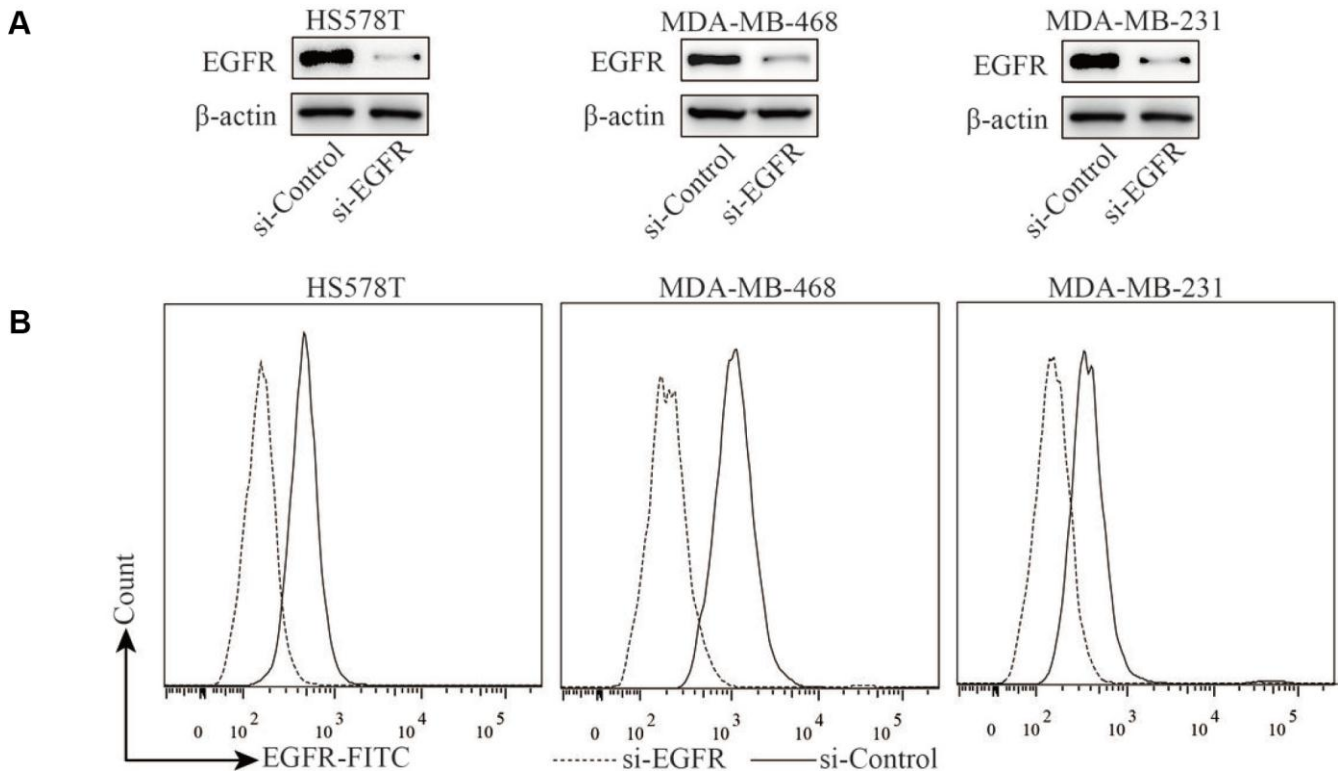 A
HS578T
EGFR
β-actin
si-Control
si-EGFR
MDA-MB-468
EGFR
β-actin
si-Control
si-EGFR
MDA-MB-231
EGFR
β-actin
si-Control
si-EGFR
B
HS578T
MDA-MB-468
MDA-MB-231
Count
0 10^2 10^3 10^4 10^5
0 10^2 10^3 10^4 10^5
0 10^2 10^3 10^4 10^5
EGFR-FITC
si-EGFR
si-Control